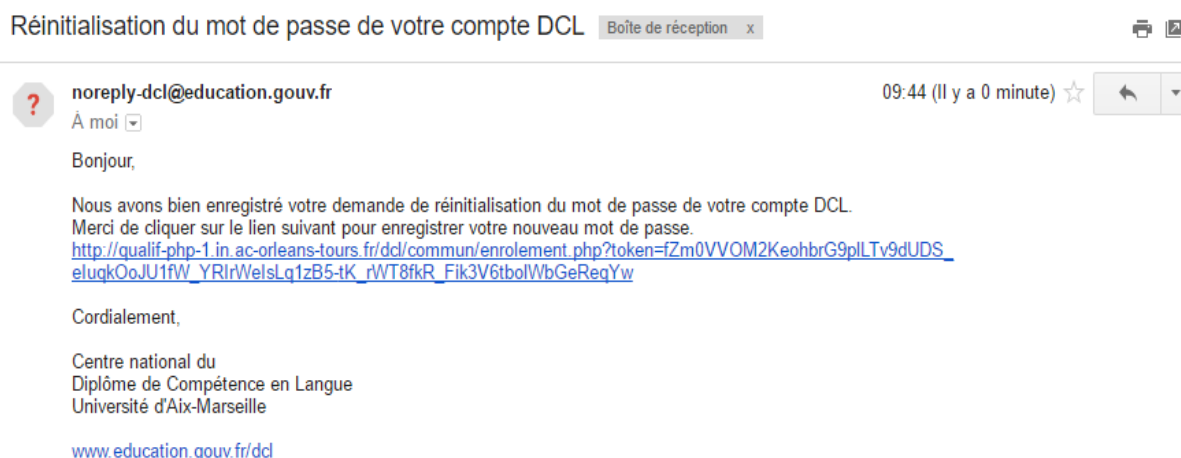 Réinitialisation du mot de passe de votre compte DCL Boîte de réception x
? noreply-dcl@education.gouv.fr 09:44 (Il y a 0 minute)
À moi
Bonjour,
Nous avons bien enregistré votre demande de réinitialisation du mot de passe de votre compte DCL.
Merci de cliquer sur le lien suivant pour enregistrer votre nouveau mot de passe.
http://qualif-php-1.in.ac-orleans-tours.fr/dcl/commun/enrolement.php?token=fZm0VVOM2KeohbrG9plLTv9dUDS_
eluqkOoJU1fW_YRIrWeIsLq1zB5-tK_rWT8fkR_Fik3V6tbolWbGeReqYw
Cordialement,
Centre national du
Diplôme de Compétence en Langue
Université d'Aix-Marseille
www.education.gouv.fr/dcl